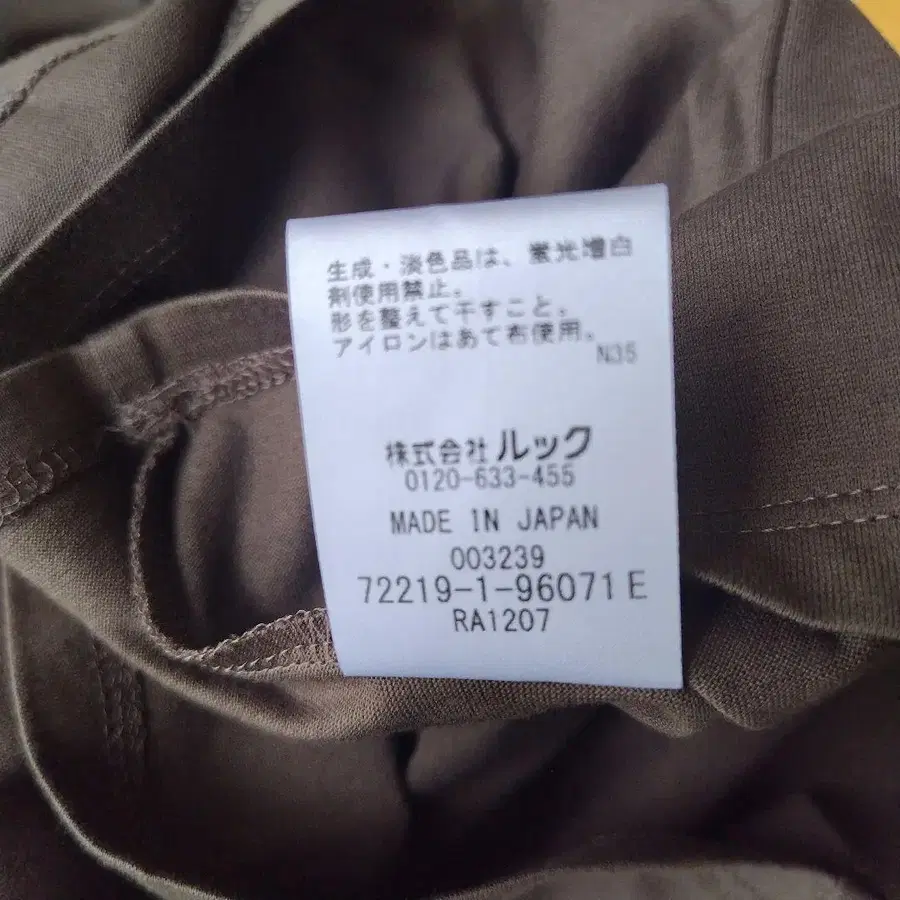 生成・淡色品は、蛍光増白
剤使用禁止。
形を整えて干すこと。
アイロンはあて布使用。
N35
株式会社 ルック
0120-633-455
MADE IN JAPAN
003239
72219-1-96071 E
RA1207